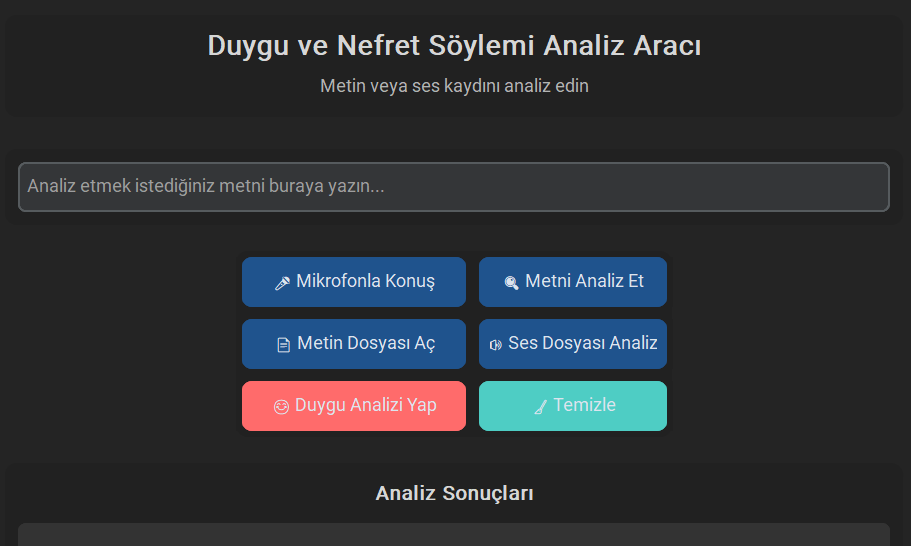 Duygu ve Nefret Söylemi Analiz Aracı
Metin veya ses kaydını analiz edin
Analiz etmek istediğiniz metni buraya yazın...
Mikrofonla Konuş
Metni Analiz Et
Metin Dosyası Aç
Ses Dosyası Analiz
Duygu Analizi Yap
Temizle
Analiz Sonuçları